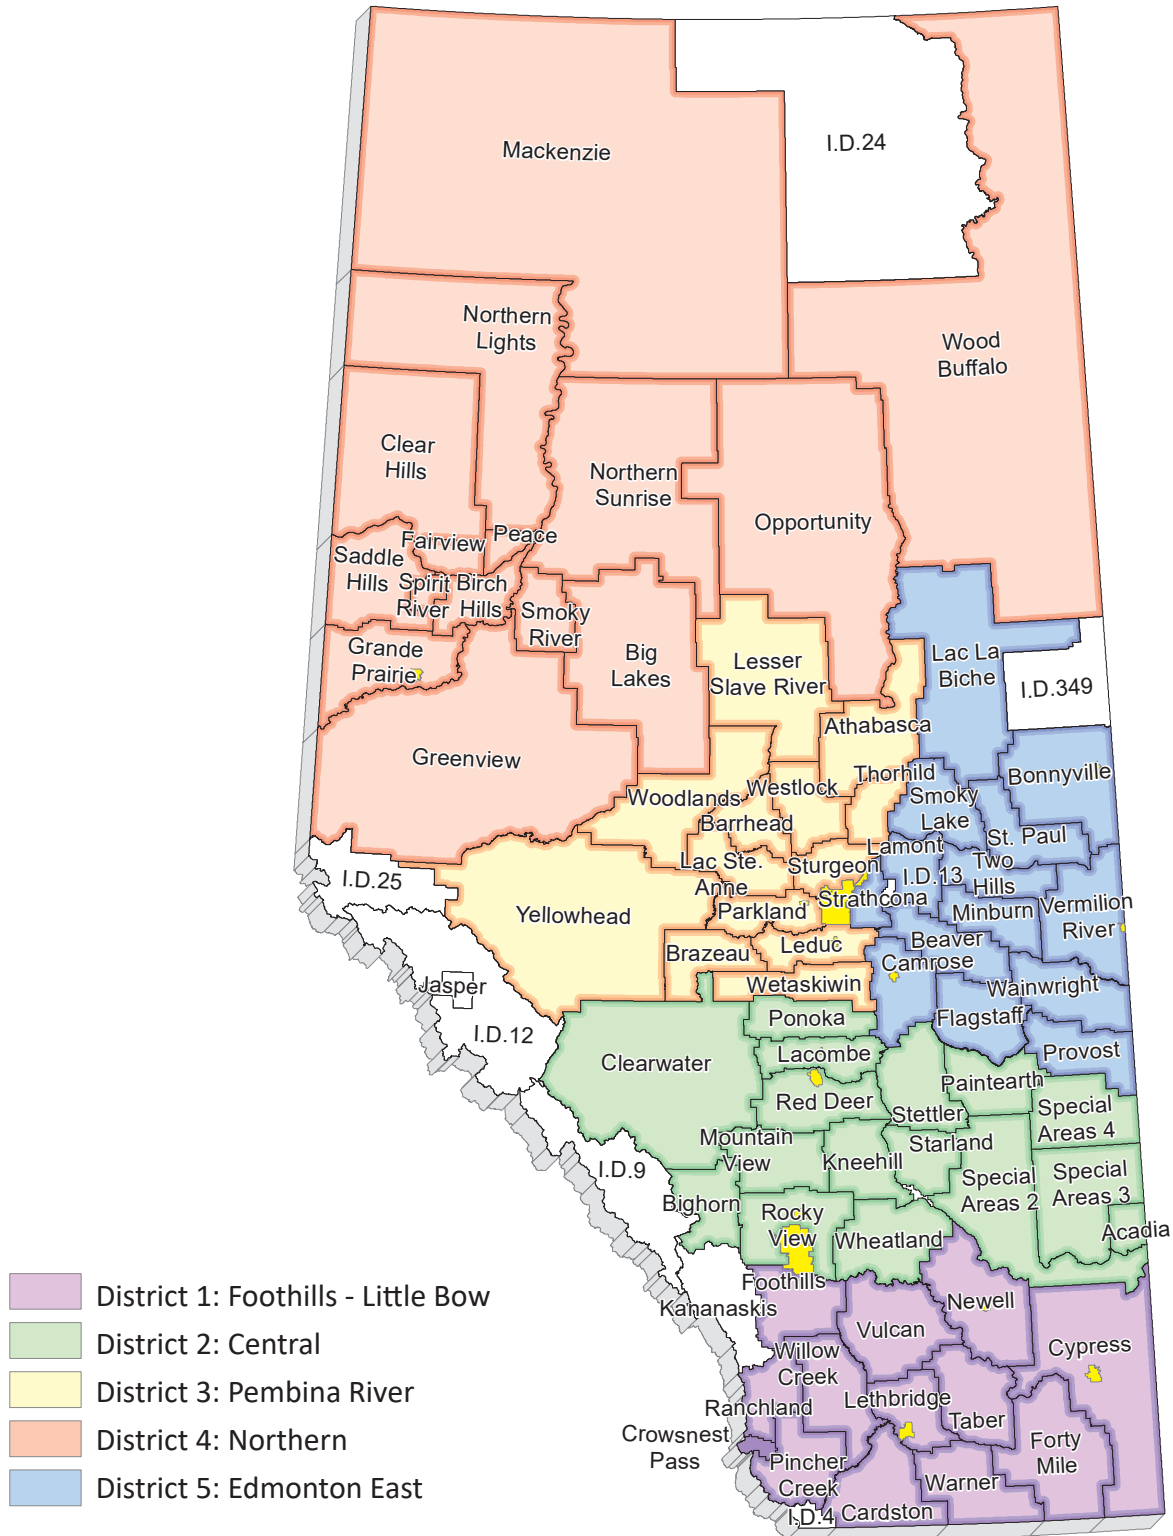 Mackenzie
I.D.24
Northern
Lights
Wood
Buffalo
Clear
Hills
Northern
Sunrise
Opportunity
Peace
Fairview
Saddle
Hills
Spirit
River
Birch
Hills
Smoky
River
Grande
Prairie
Big
Lakes
Lesser
Slave River
Lac La
Biche
I.D.349
Athabasca
Greenview
Thorhild
Bonnyville
Westlock
Woodlands
Smoky
Lake
Barrhead
St. Paul
Lamont
Lac Ste.
Anne
Sturgeon
Two
Hills
I.D.13
I.D.25
Strathcona
Vermilion
River
Parkland
Minburn
Yellowhead
Leduc
Beaver
Brazeau
Camrose
Wetaskiwin
Wainwright
Jasper
Ponoka
Flagstaff
I.D.12
Provost
Clearwater
Lacombe
Paintearth
Red Deer
Stettler
Special
Areas 4
Mountain
View
Starland
Kneehill
I.D.9
Special
Areas 2
Special
Areas 3
Bighorn
Rocky
View
Wheatland
Acadia
Foothills
Kananaskis
Newell
Vulcan
Cypress
Willow
Creek
Lethbridge
Ranchland
Taber
Crowsnest
Pass
Forty
Mile
Pincher
Creek
Warner
Cardston
I.D.4
District 1: Foothills - Little Bow
District 2: Central
District 3: Pembina River
District 4: Northern
District 5: Edmonton East